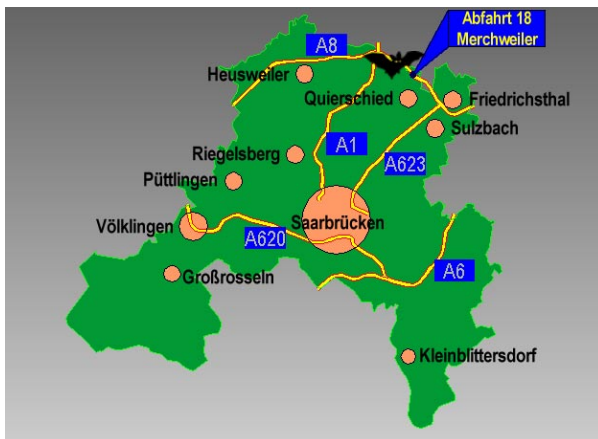 Abfahrt 18
Merchweiler
A8
Heusweiler
Quierschied
Friedrichsthal
Sulzbach
A1
Riegelsberg
A623
Püttlingen
Völklingen
Saarbrücken
A620
A6
Großrosseln
Kleinblittersdorf